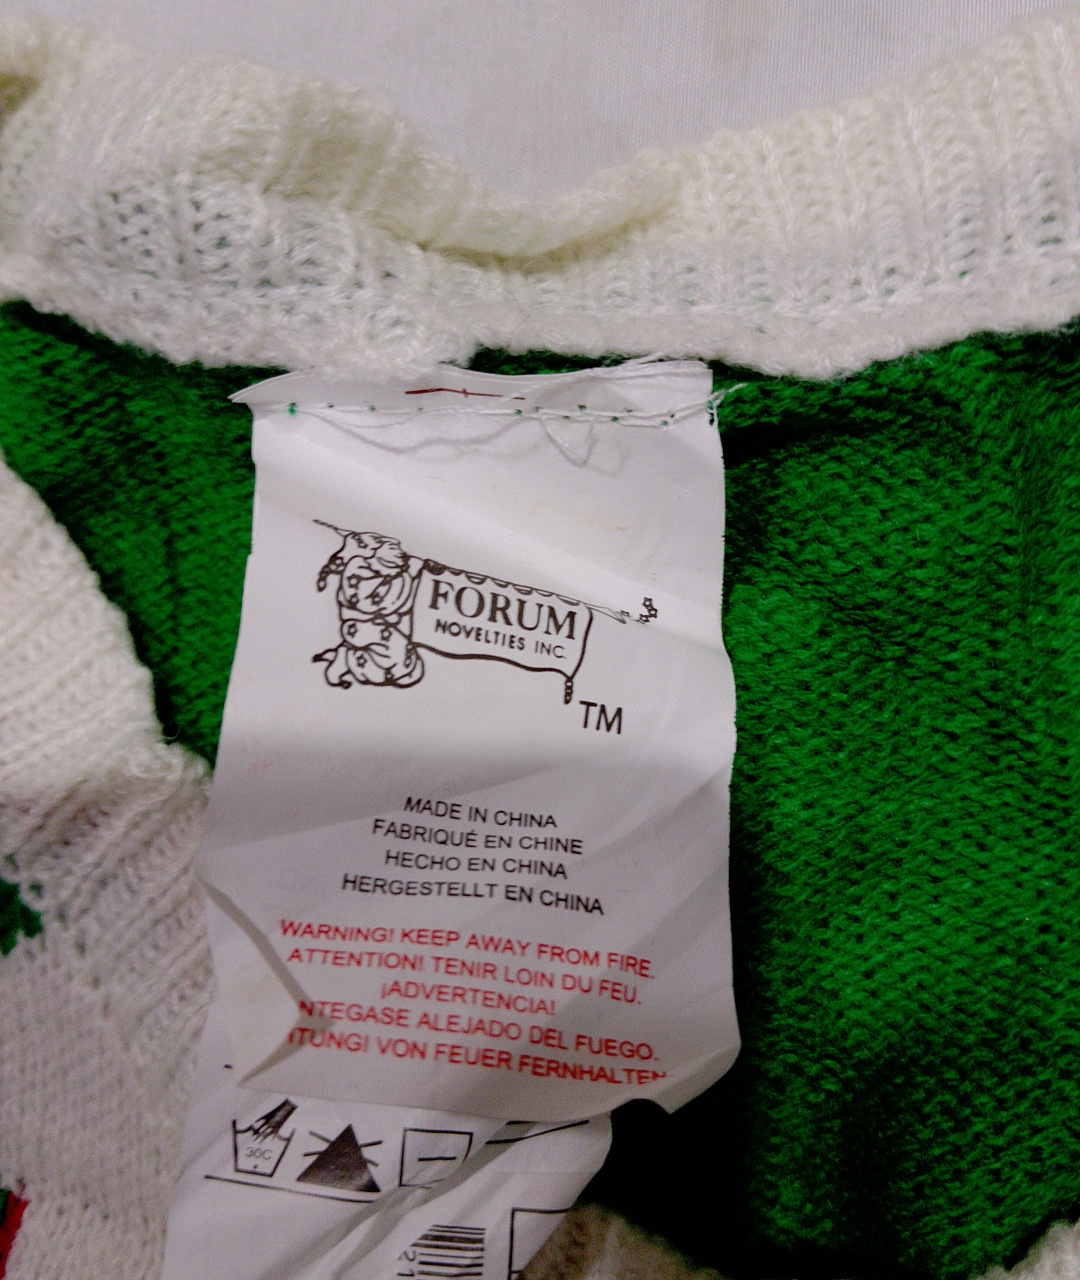 FORUM
NOVELTIES INC.
TM
MADE IN CHINA
FABRIQUÉ EN CHINE
HECHO EN CHINA
HERGESTELLT EN CHINA
WARNING! KEEP AWAY FROM FIRE.
ATTENTION! TENIR LOIN DU FEU.
¡ADVERTENCIA!
NTEGASE ALEJADO DEL FUEGO.
TUNG! VON FEUER FERNHALTEN
30C
21